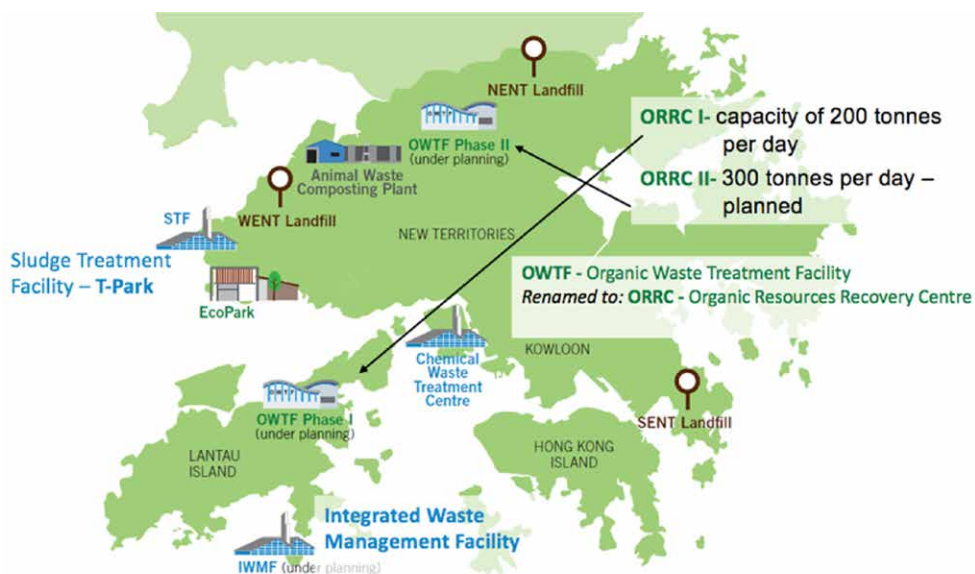 NENT Landfill
ORRC I- capacity of 200 tonnes
per day
ORRC II- 300 tonnes per day –
planned
OWTF Phase II
(under planning)
Animal Waste
Composting Plant
WENT Landfill
STF
Sludge Treatment
Facility – T-Park
NEW TERRITORIES
OWTF - Organic Waste Treatment Facility
Renamed to: ORRC - Organic Resources Recovery Centre
EcoPark
KOWLOON
Chemical
Waste
Treatment
Centre
OWTF Phase I
(under planning)
SENT Landfill
LANTAU
ISLAND
HONG KONG
ISLAND
Integrated Waste
Management Facility
IWMF (under planning)